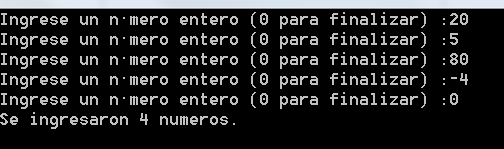 Ingrese un n·mero entero (0 para finalizar) :20
Ingrese un n·mero entero (0 para finalizar) :5
Ingrese un n·mero entero (0 para finalizar) :80
Ingrese un n·mero entero (0 para finalizar) :-4
Ingrese un n·mero entero (0 para finalizar) :0
Se ingresaron 4 numeros.